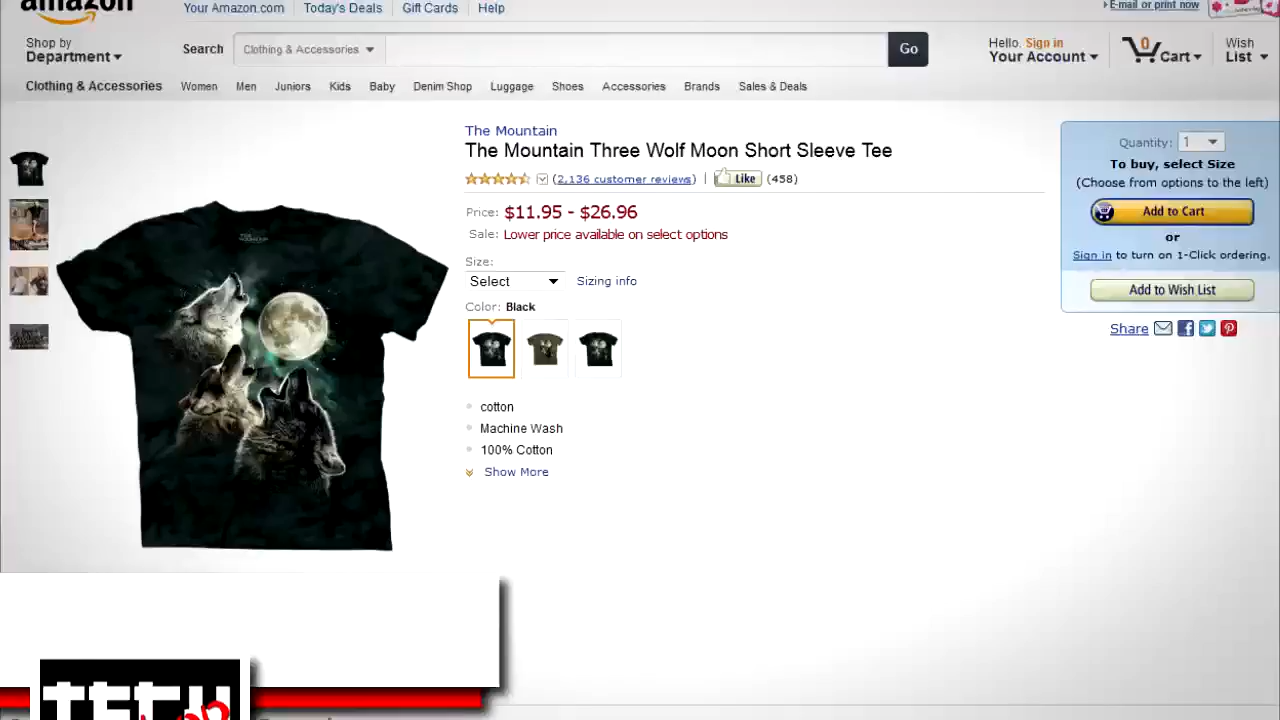 amazon
Your Amazon.com
Today's Deals
Gift Cards
Help
E-mail or print now
Shop by
Department
Search
Clothing & Accessories
Go
Hello. Sign in
Your Account
0
Cart
Wish
List
Clothing & Accessories
Women
Men
Juniors
Kids
Baby
Denim Shop
Luggage
Shoes
Accessories
Brands
Sales & Deals
The Mountain
The Mountain Three Wolf Moon Short Sleeve Tee
(2,136 customer reviews)
|
Like
(458)
Price: $11.95 - $26.96
Sale: Lower price available on select options
Size:
Select
Sizing info
Color: Black
cotton
Machine Wash
100% Cotton
Show More
Quantity: 1
To buy, select Size
(Choose from options to the left)
Add to Cart
or
Sign in to turn on 1-Click ordering.
Add to Wish List
Share